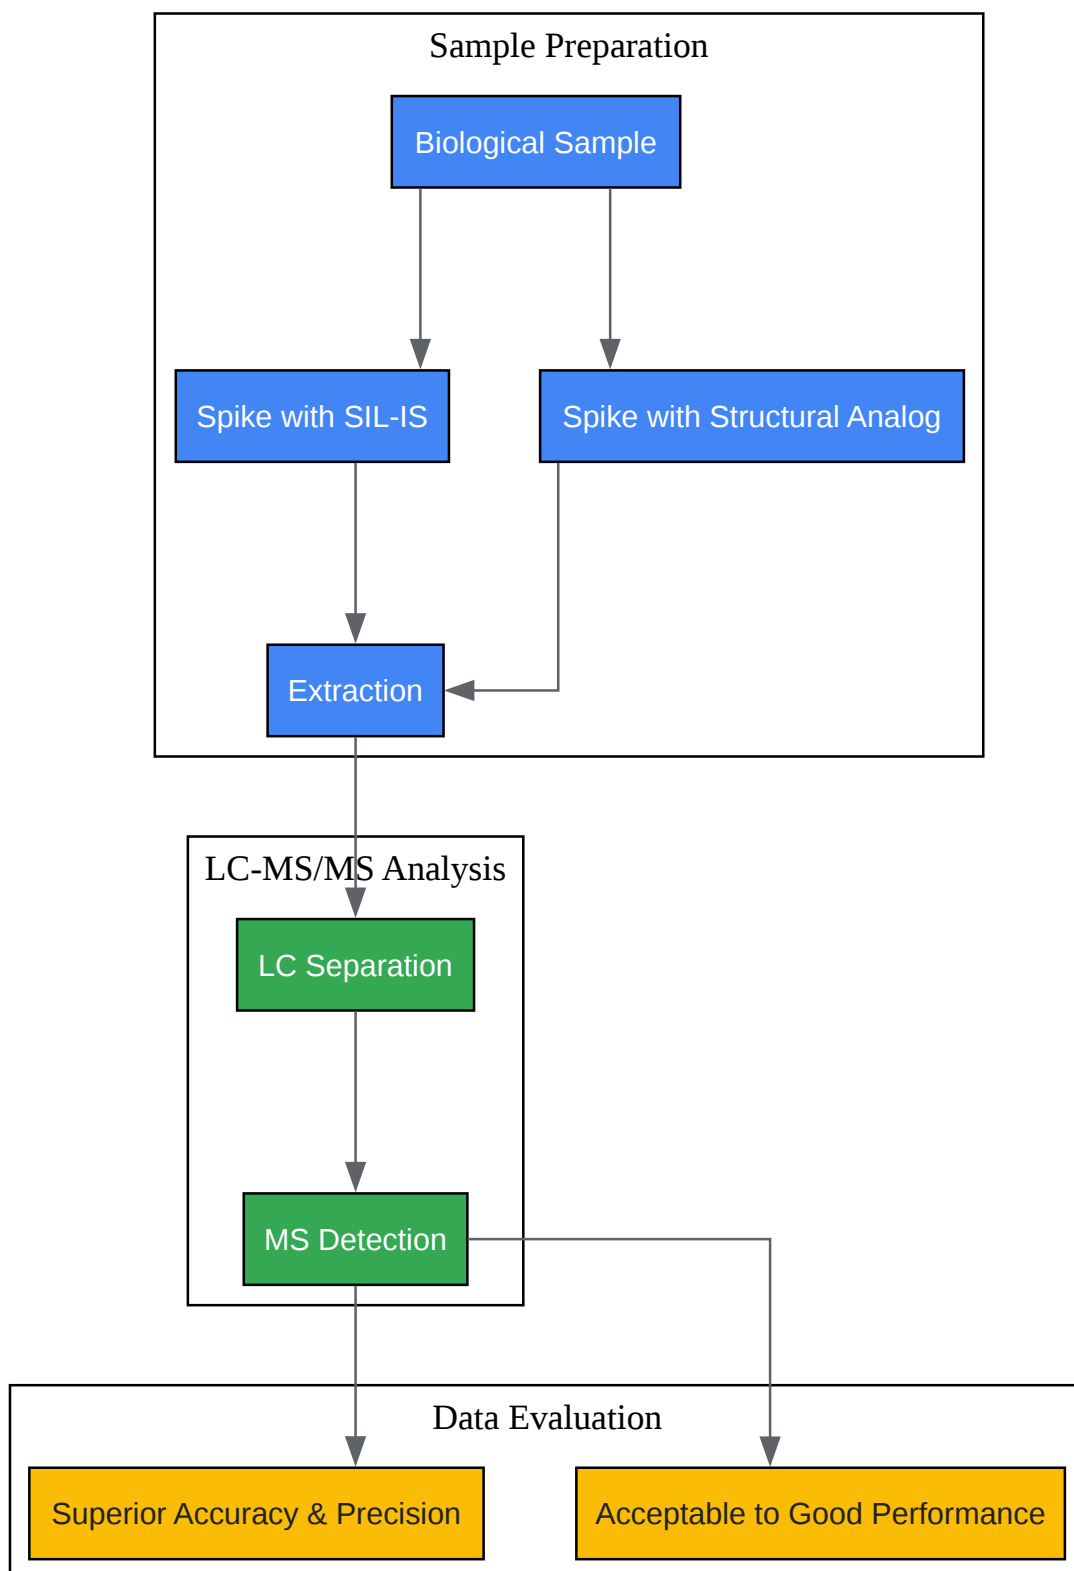 Sample Preparation
Biological Sample
Spike with SIL-IS
Spike with Structural Analog
Extraction
LC-MS/MS Analysis
LC Separation
MS Detection
Data Evaluation
Superior Accuracy & Precision
Acceptable to Good Performance